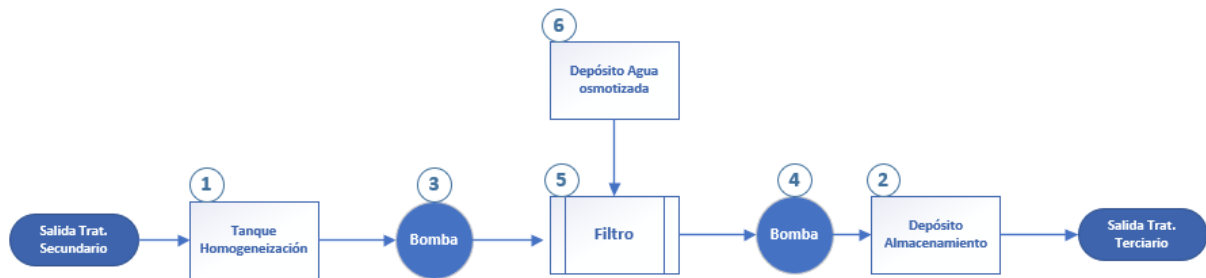 6
Depósito Agua
osmotizada
1
3
5
4
2
Salida Trat.
Secundario
Tanque
Homogeneización
Bomba
Filtro
Bomba
Depósito
Almacenamiento
Salida Trat.
Terciario